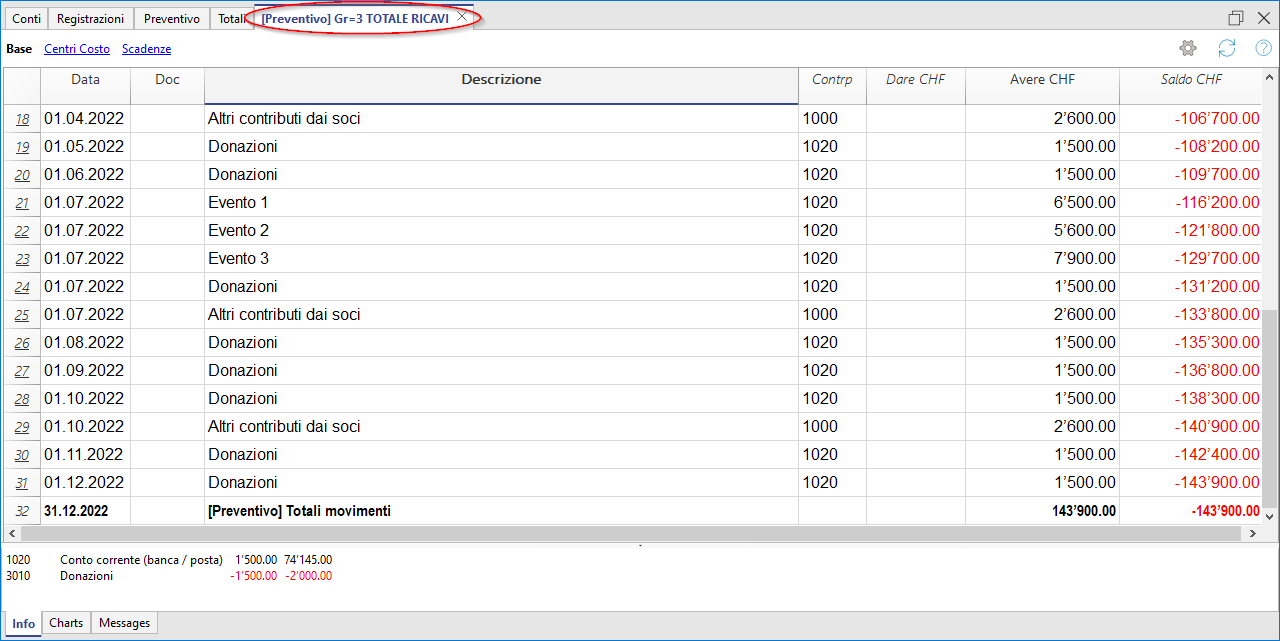 Conti Registrazioni Preventivo Totali [Preventivo] Gr=3 TOTALE RICAVI
Base Centri Costo Scadenze
Data Doc Descrizione Contrp Dare CHF Avere CHF Saldo CHF
18 01.04.2022 Altri contributi dai soci 1000 2’600.00 -106’700.00
19 01.05.2022 Donazioni 1020 1’500.00 -108’200.00
20 01.06.2022 Donazioni 1020 1’500.00 -109’700.00
21 01.07.2022 Evento 1 1020 6’500.00 -116’200.00
22 01.07.2022 Evento 2 1020 5’600.00 -121’800.00
23 01.07.2022 Evento 3 1020 7’900.00 -129’700.00
24 01.07.2022 Donazioni 1020 1’500.00 -131’200.00
25 01.07.2022 Altri contributi dai soci 1000 2’600.00 -133’800.00
26 01.08.2022 Donazioni 1020 1’500.00 -135’300.00
27 01.09.2022 Donazioni 1020 1’500.00 -136’800.00
28 01.10.2022 Donazioni 1020 1’500.00 -138’300.00
29 01.10.2022 Altri contributi dai soci 1000 2’600.00 -140’900.00
30 01.11.2022 Donazioni 1020 1’500.00 -142’400.00
31 01.12.2022 Donazioni 1020 1’500.00 -143’900.00
32 31.12.2022 [Preventivo] Totali movimenti 143’900.00 -143’900.00
1020 Conto corrente (banca / posta) 1’500.00 74’145.00
3010 Donazioni -1’500.00 -2’000.00
Info Charts Messages